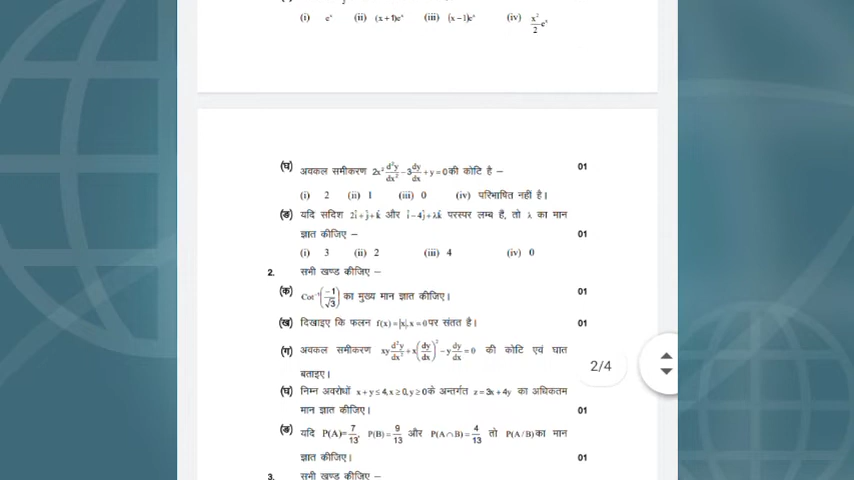 (i) eˣ (ii) (x+1)eˣ (iii) (x−1)eˣ (iv) x²/2 eˣ
(घ) अवकल समीकरण 2x² d²y/dx² −3 dy/dx + y = 0 की कोटि है – 01
(i) 2 (ii) 1 (iii) 0 (iv) परिभाषित नहीं है।
(ङ) यदि सदिश 2î+ĵ+k̂ और î−4ĵ+λk̂ परस्पर लम्ब हैं, तो λ का मान
ज्ञात कीजिए – 01
(i) 3 (ii) 2 (iii) 4 (iv) 0
2. सभी खण्ड कीजिए –
(क) Cot⁻¹(−1/√3) का मुख्य मान ज्ञात कीजिए। 01
(ख) दिखाइए कि फलन f(x)=|x|, x=0 पर संतत है। 01
(ग) अवकल समीकरण xy d²y/dx² + x(dy/dx)² − y dy/dx = 0 की कोटि एवं घात
बताइए।
2/4
(घ) निम्न अवरोधों x+y≤4, x≥0, y≥0 के अन्तर्गत z=3x+4y का अधिकतम
मान ज्ञात कीजिए। 01
(ङ) यदि P(A)=7/13, P(B)=9/13 और P(A∩B)=4/13 तो P(A/B) का मान
ज्ञात कीजिए। 01
3. सभी खण्ड कीजिए –